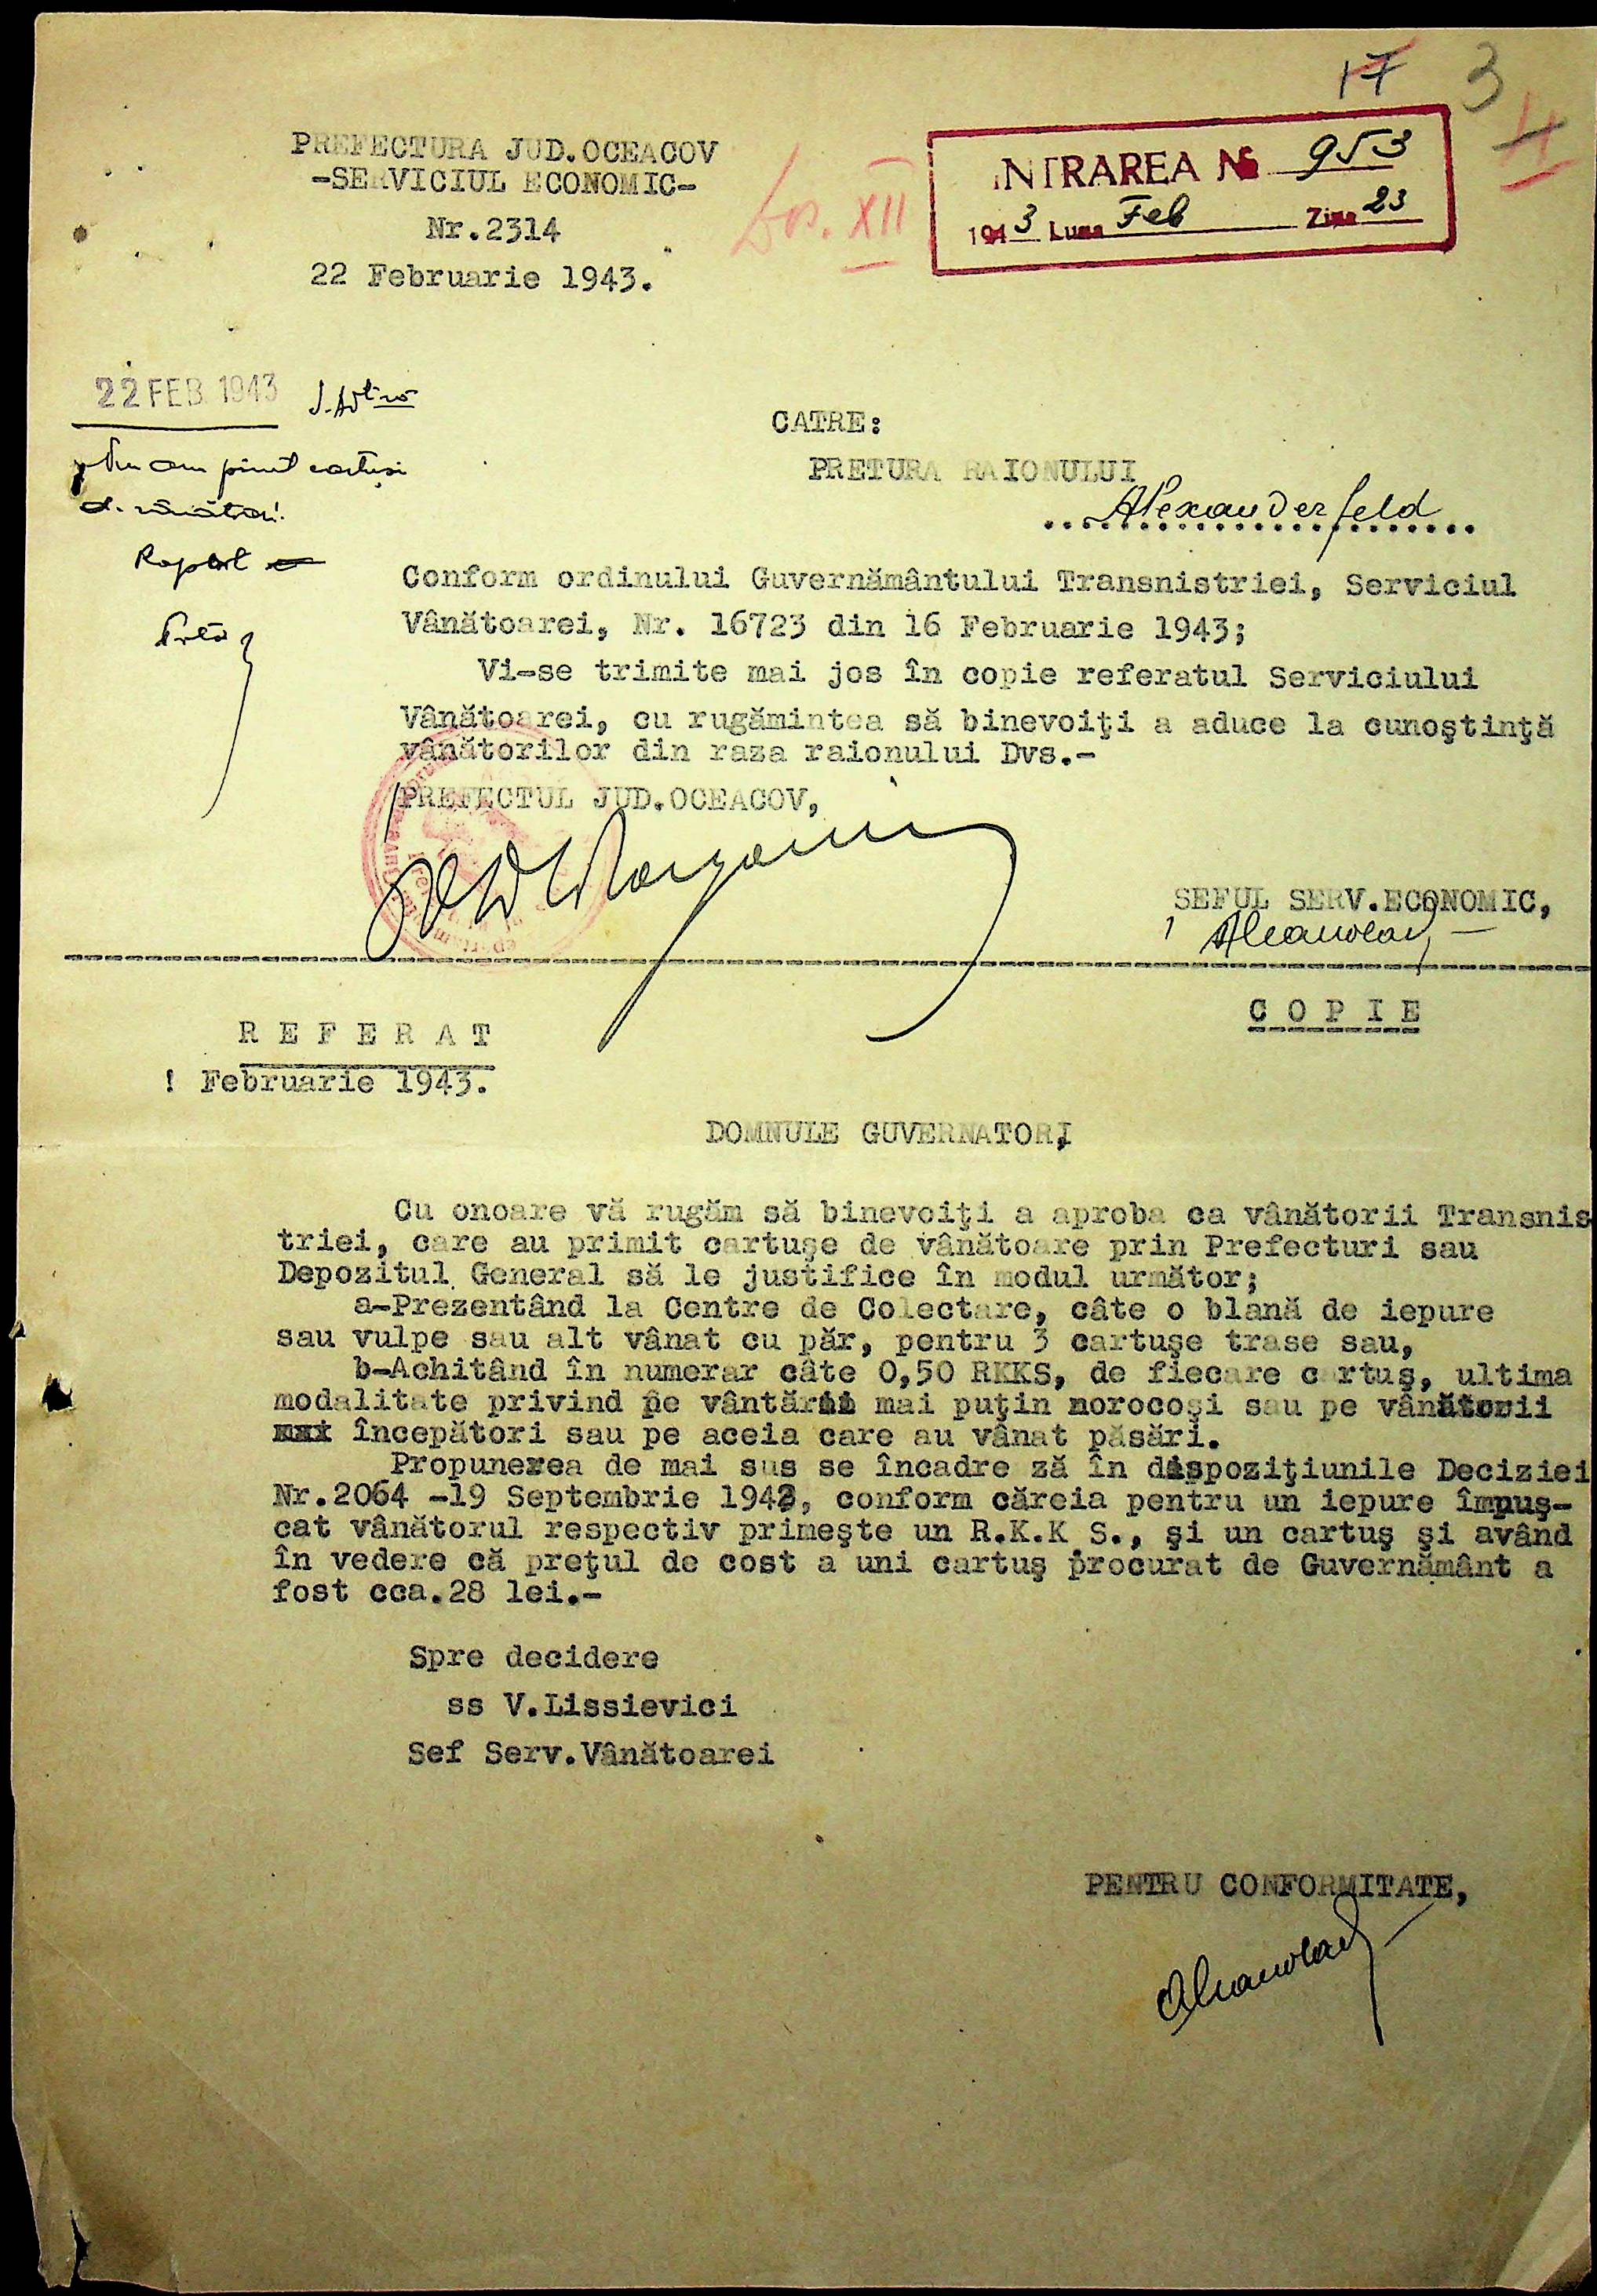 17 3
4
PREFECTURA JUD.OCEACOV
-SERVICIUL ECONOMIC-
Nr.2314
22 Februarie 1943.
Dos. XII
INTRAREA No 953
1943 Luna Feb Ziua 23
22 FEB 1943
Nu am primit cartuși
d. vânători!
Raport
CATRE:
PRETURA RAIONULUI
Alexanderfeld
Conform ordinului Guvernământului Transnistriei, Serviciul
Vânătoarei, Nr. 16723 din 16 Februarie 1943;
Vi-se trimite mai jos în copie referatul Serviciului
Vânătoarei, cu rugămintea să binevoiţi a aduce la cunoştinţă
vânătorilor din raza raionului Dvs.-
PREFECTUL JUD.OCEACOV,
SEFUL SERV.ECONOMIC,
C O P I E
R E F E R A T
! Februarie 1943.
DOMNULE GUVERNATOR,
Cu onoare vă rugăm să binevoiţi a aproba ca vânătorii Transnis
triei, care au primit cartuşe de vânătoare prin Prefecturi sau
Depozitul General să le justifice în modul următor;
a-Prezentând la Centre de Colectare, câte o blană de iepure
sau vulpe sau alt vânat cu păr, pentru 3 cartuşe trase sau,
b-Achitând în numerar câte 0,50 RKKS, de fiecare cartuş, ultima
modalitate privind pe vântării mai puţin norocoşi sau pe vânătorii
începători sau pe aceia care au vânat păsări.
Propunerea de mai sus se încadre ză în dispoziţiunile Deciziei
Nr.2064 -19 Septembrie 1942, conform căreia pentru un iepure împuş-
cat vânătorul respectiv primeşte un R.K.K S., şi un cartuş şi având
în vedere că preţul de cost a uni cartuş procurat de Guvernământ a
fost cca.28 lei.-
Spre decidere
ss V.Lissievici
Sef Serv.Vânătoarei
PENTRU CONFORMITATE,